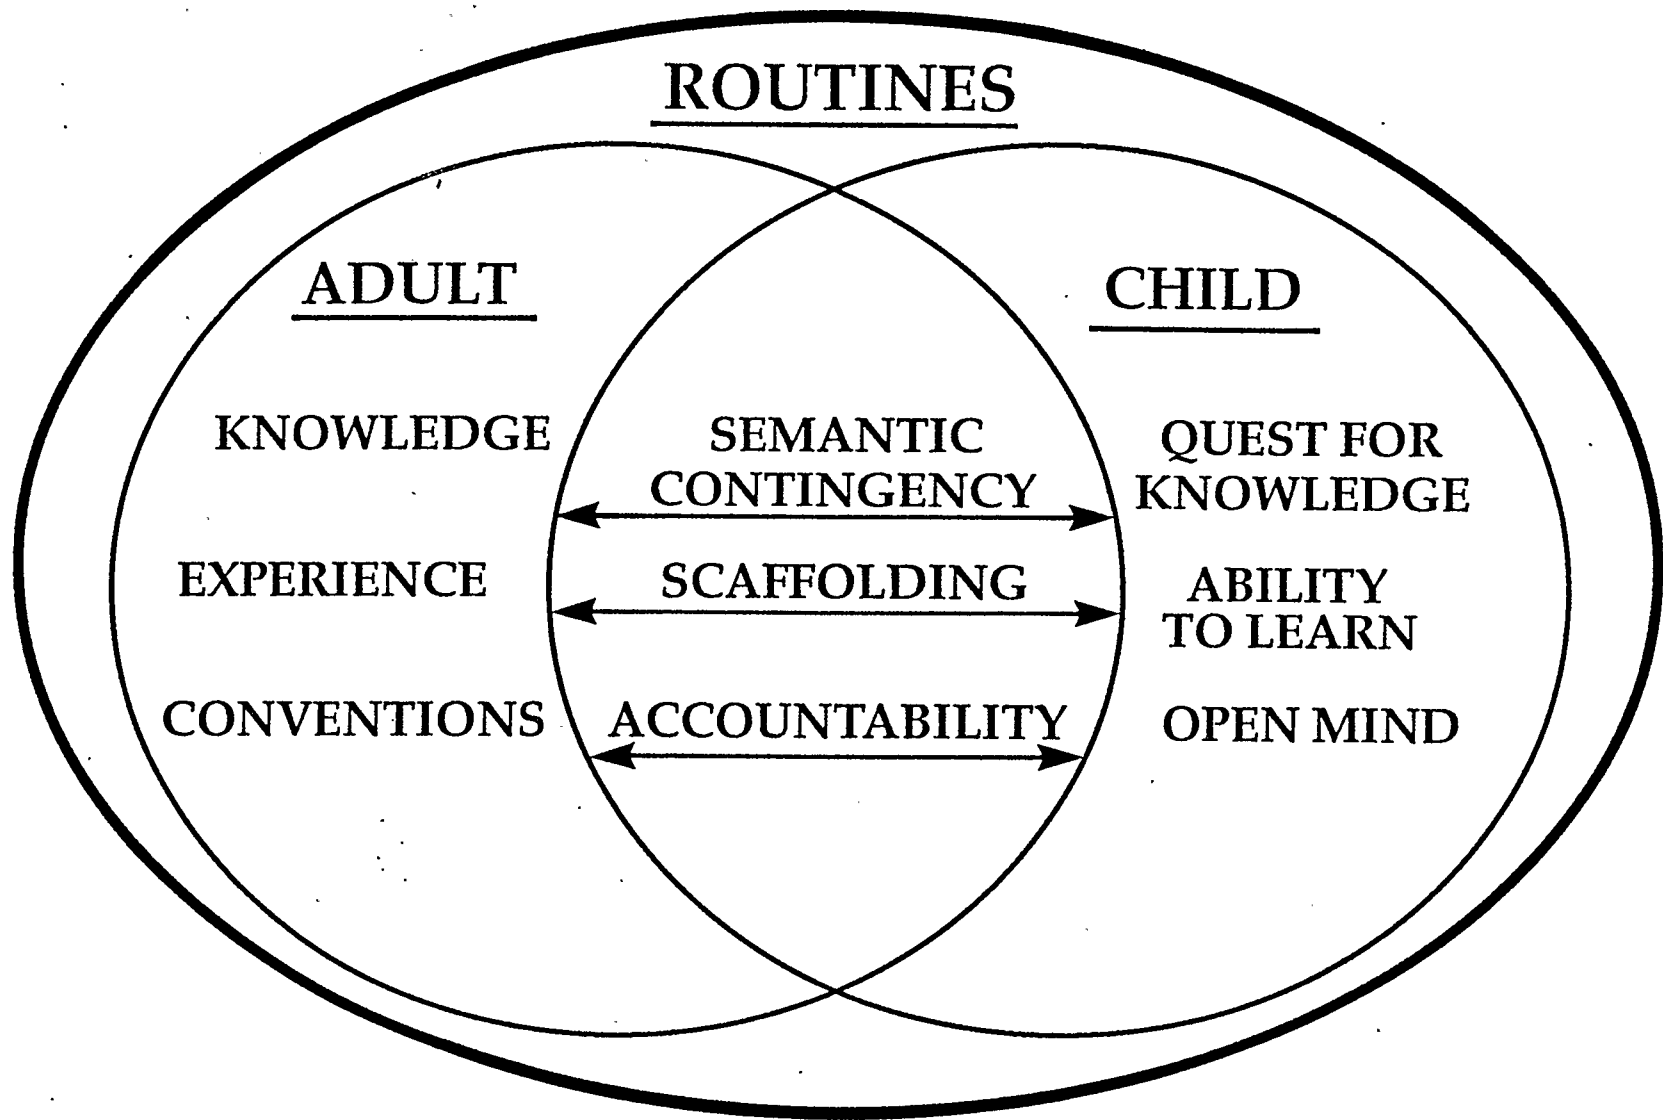 ROUTINES
ADULT
KNOWLEDGE
EXPERIENCE
CONVENTIONS
SEMANTIC
CONTINGENCY
SCAFFOLDING
ACCOUNTABILITY
CHILD
QUEST FOR
KNOWLEDGE
ABILITY
TO LEARN
OPEN MIND